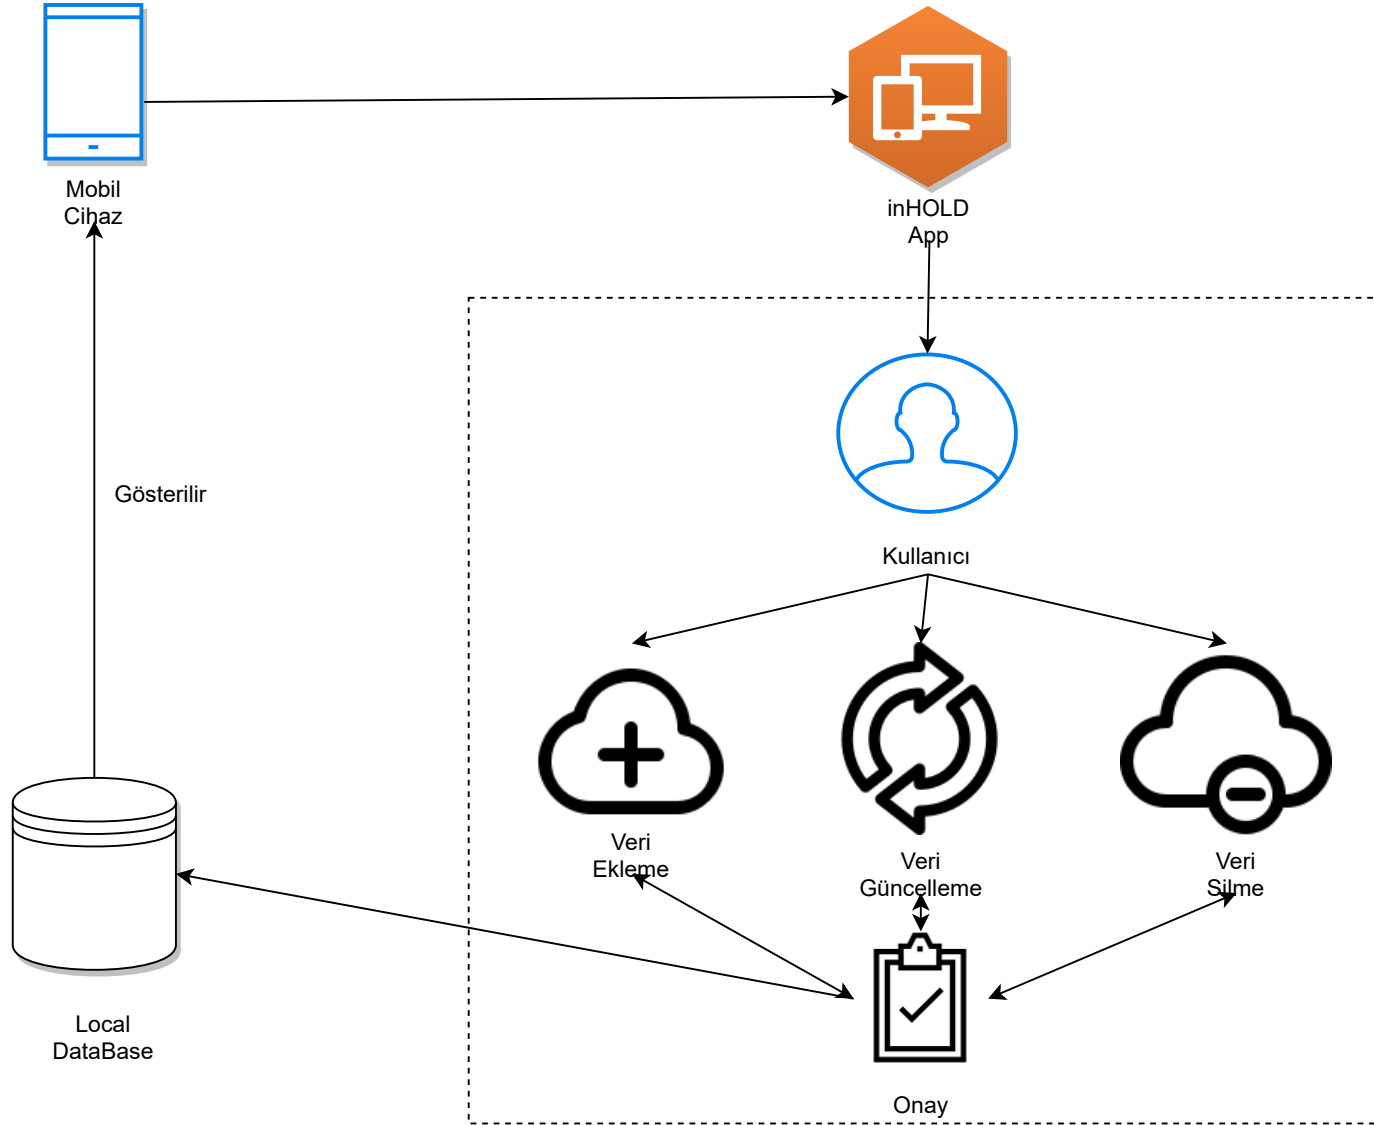 Mobil
Cihaz
inHOLD
App
Gösterilir
Kullanıcı
Veri
Ekleme
Veri
Güncelleme
Veri
Silme
Local
DataBase
Onay